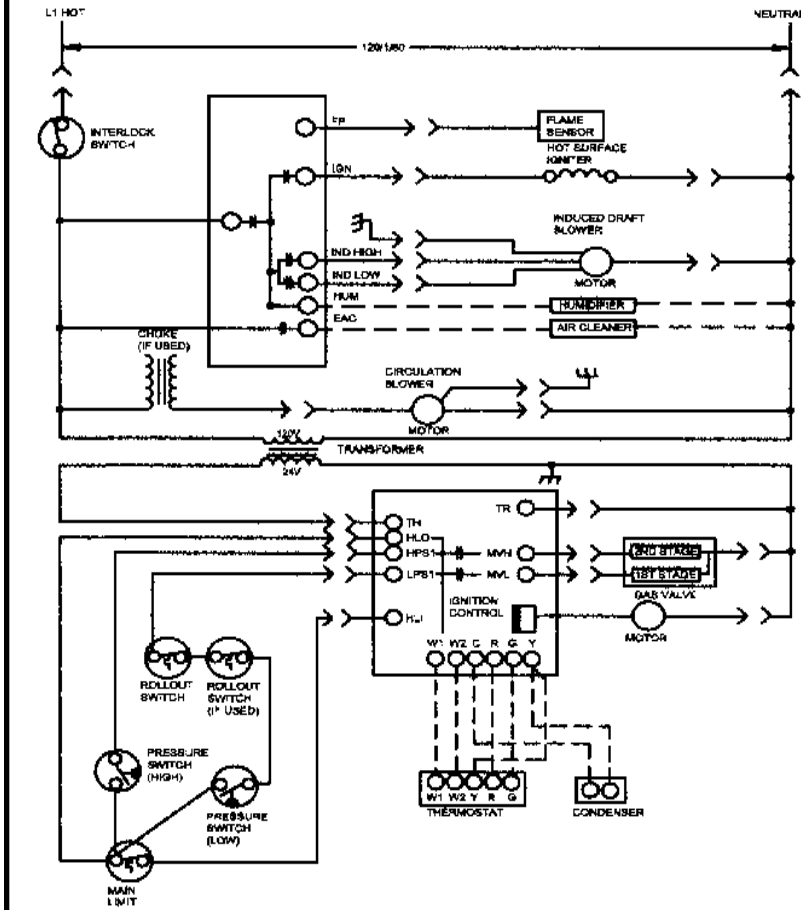 L1 HOT
NEUTRAL
120/1/60
INTERLOCK
SWITCH
FP
FLAME
SENSOR
HOT SURFACE
IGNITER
IGN
INDUCED DRAFT
BLOWER
IND HIGH
IND LOW
MOTOR
HUM
HUMIDIFIER
EAC
AIR CLEANER
CHOKE
(IF USED)
CIRCULATION
BLOWER
MOTOR
120V
TRANSFORMER
24V
TH
TR
HLO
HPS1
MVH
2ND STAGE
LPS1
MVL
1ST STAGE
GAS VALVE
IGNITION
CONTROL
HLI
MOTOR
W1 W2 C R G Y
ROLLOUT
SWITCH
ROLLOUT
SWITCH
(IF USED)
PRESSURE
SWITCH
(HIGH)
PRESSURE
SWITCH
(LOW)
W1 W2 Y R G
THERMOSTAT
CONDENSER
MAIN
LIMIT